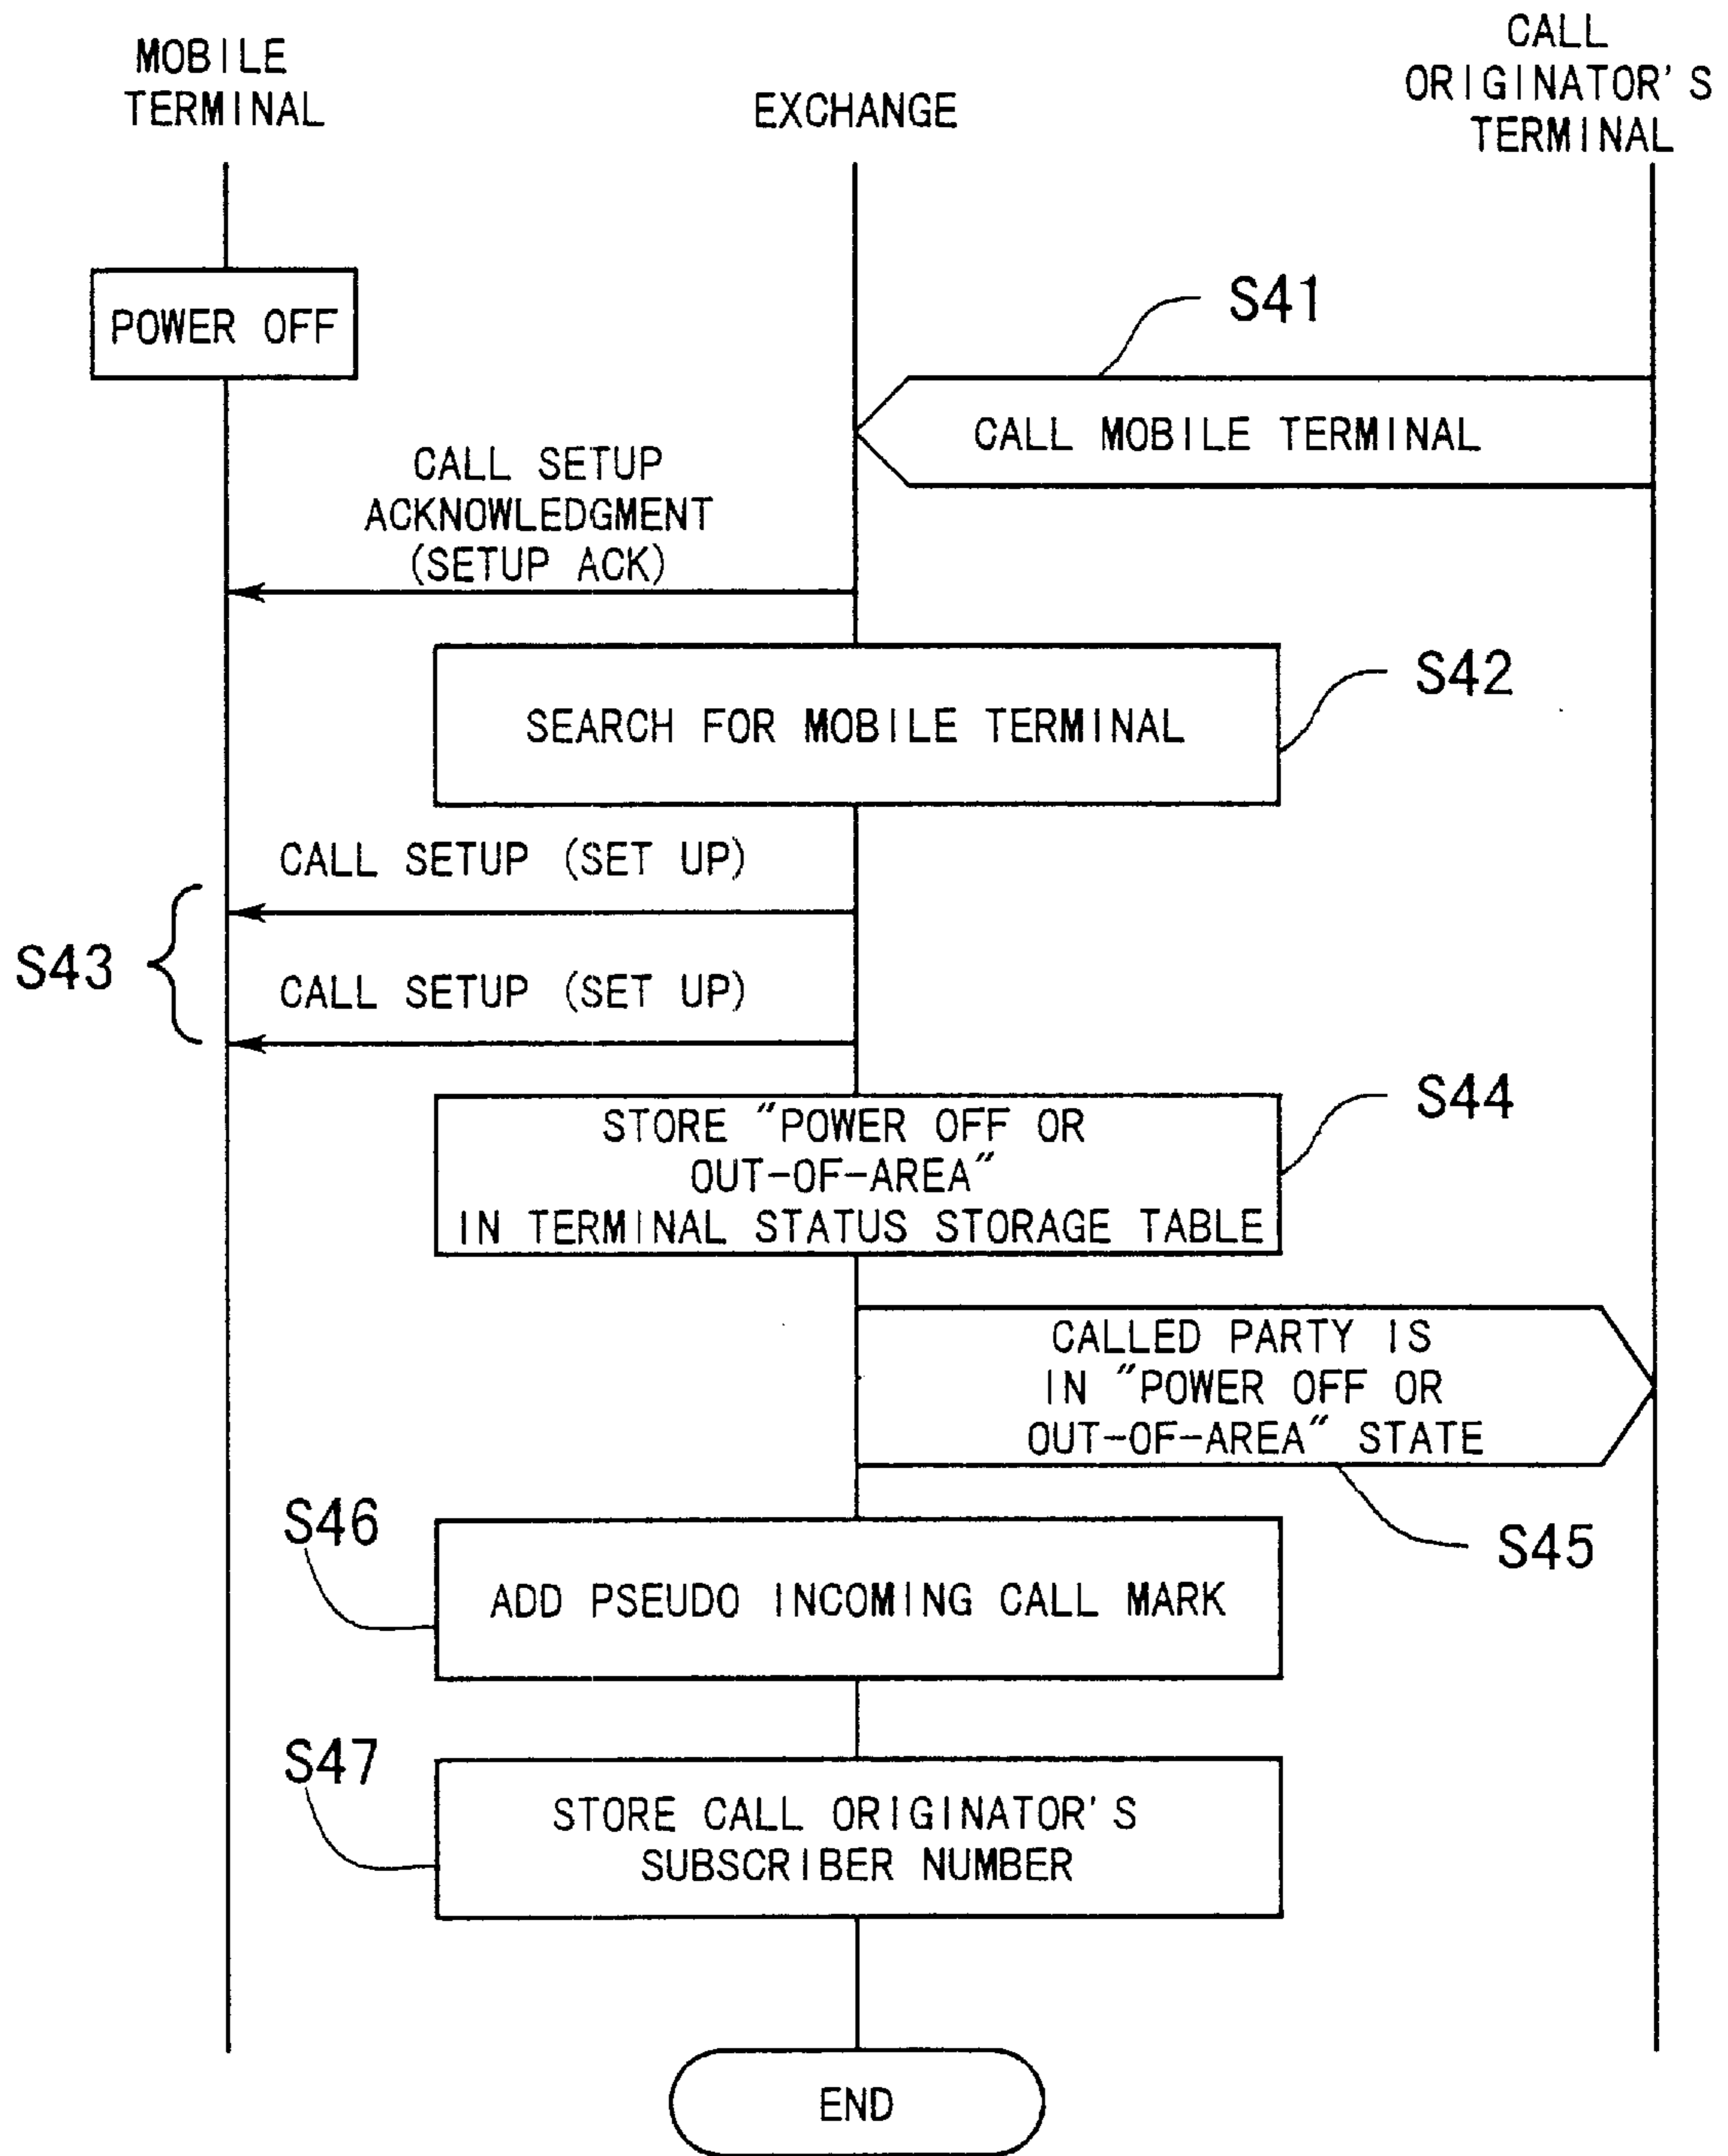 MOBILE
TERMINAL
EXCHANGE
CALL
ORIGINATOR'S
TERMINAL
POWER OFF
S41
CALL MOBILE TERMINAL
CALL SETUP
ACKNOWLEDGMENT
(SETUP ACK)
S42
SEARCH FOR MOBILE TERMINAL
CALL SETUP (SET UP)
S43
CALL SETUP (SET UP)
S44
STORE "POWER OFF OR
OUT-OF-AREA"
IN TERMINAL STATUS STORAGE TABLE
CALLED PARTY IS
IN "POWER OFF OR
OUT-OF-AREA" STATE
S45
S46
ADD PSEUDO INCOMING CALL MARK
S47
STORE CALL ORIGINATOR'S
SUBSCRIBER NUMBER
END